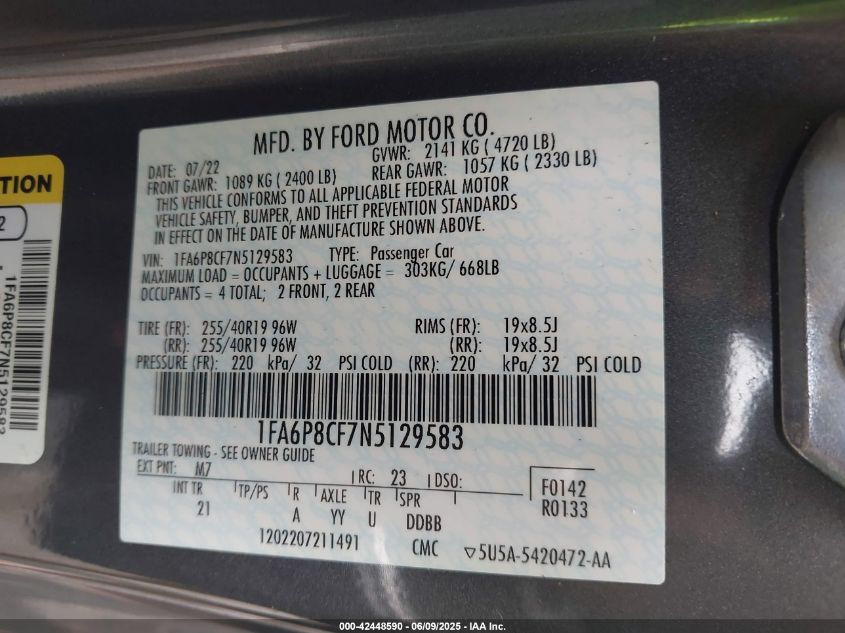 MFD. BY FORD MOTOR CO.
DATE: 07/22 GVWR: 2141 KG ( 4720 LB)
FRONT GAWR: 1089 KG ( 2400 LB) REAR GAWR: 1057 KG ( 2330 LB)
THIS VEHICLE CONFORMS TO ALL APPLICABLE FEDERAL MOTOR
VEHICLE SAFETY, BUMPER, AND THEFT PREVENTION STANDARDS
IN EFFECT ON THE DATE OF MANUFACTURE SHOWN ABOVE.
VIN: 1FA6P8CF7N5129583 TYPE: Passenger Car
MAXIMUM LOAD = OCCUPANTS + LUGGAGE = 303KG/ 668LB
OCCUPANTS = 4 TOTAL; 2 FRONT, 2 REAR
TIRE (FR): 255/40R19 96W RIMS (FR): 19x8.5J
(RR): 255/40R19 96W (RR): 19x8.5J
PRESSURE (FR): 220 kPa/ 32 PSI COLD (RR): 220 kPa/ 32 PSI COLD
1FA6P8CF7N5129583
TRAILER TOWING - SEE OWNER GUIDE
EXT PNT: M7 RC: 23 DSO: F0142
INT TR TP/PS R AXLE TR SPR R0133
21 A YY U DDBB
1202207211491 CMC ▽5U5A-5420472-AA
TION
2
1FA6P8CF7N5129583
000-42448590 - 06/09/2025 - IAA Inc.